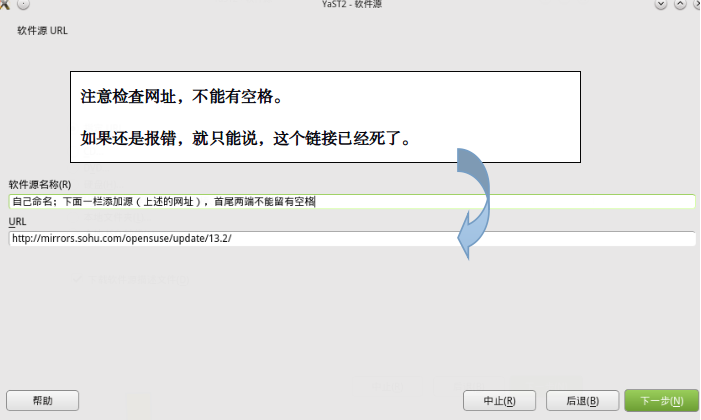 YaST2 - 软件源
软件源 URL
注意检查网址，不能有空格。
如果还是报错，就只能说，这个链接已经死了。
软件源名称(R)
自己命名；下面一栏添加源（上述的网址），首尾两端不能留有空格
URL
http://mirrors.sohu.com/opensuse/update/13.2/
帮助
中止(R)
后退(B)
下一步(N)